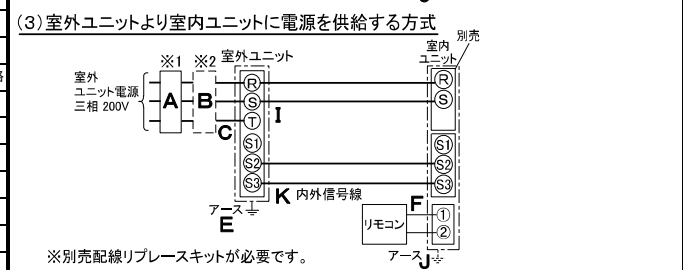 (3)室外ユニットより室内ユニットに電源を供給する方式
※1 ※2 室外ユニット
室内
ユニット
別売
室外
ユニット電源
三相 200V
A B C I
R
S
T
S1
S2
S3
R
S
S1
S2
S3
K 内外信号線
アース
E
リモコン
F
①
②
アース J
※別売配線リプレースキットが必要です。